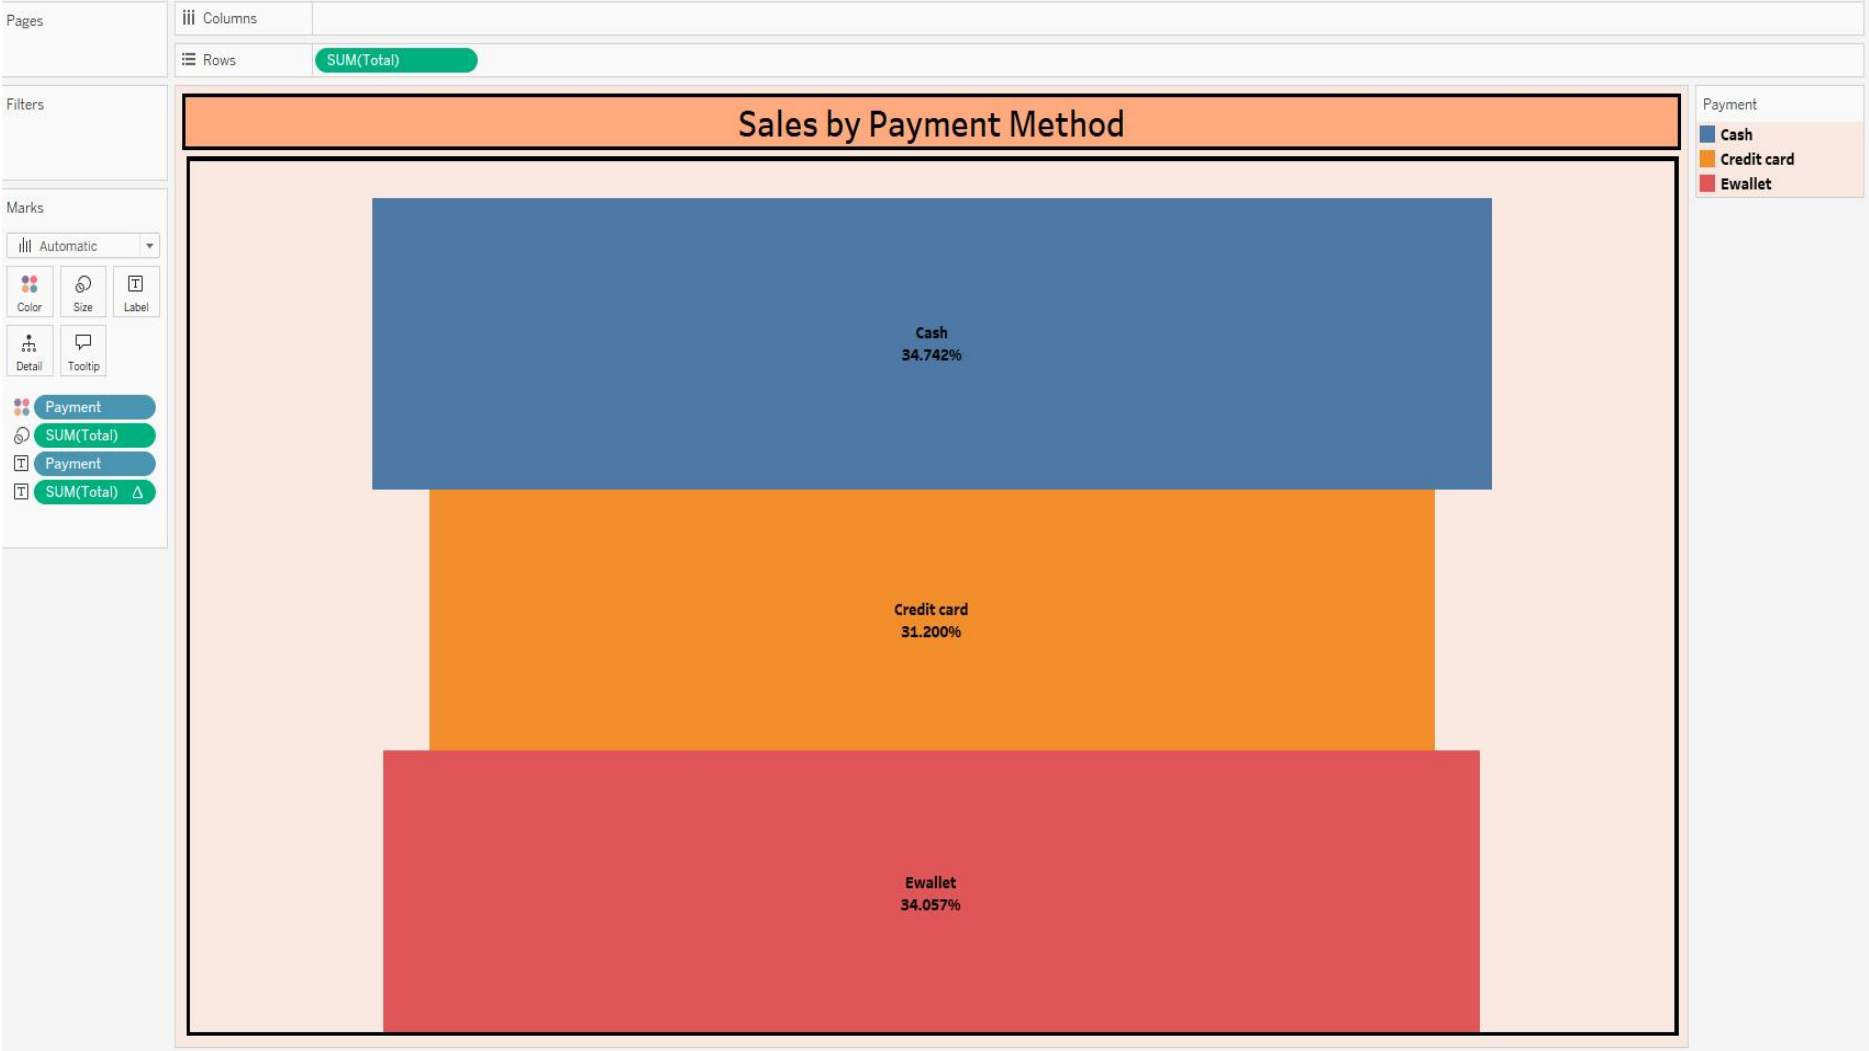 Pages
Columns
Rows
SUM(Total)
Filters
Sales by Payment Method
Payment
Cash
Credit card
Ewallet
Marks
Automatic
Color
Size
Label
Detail
Tooltip
Payment
SUM(Total)
Payment
SUM(Total) Δ
Cash
34.742%
Credit card
31.200%
Ewallet
34.057%